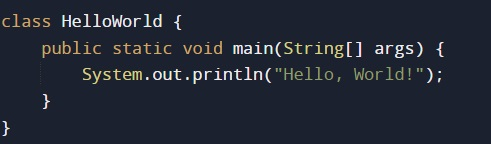 class HelloWorld {
    public static void main(String[] args) {
        System.out.println("Hello, World!");
    }
}